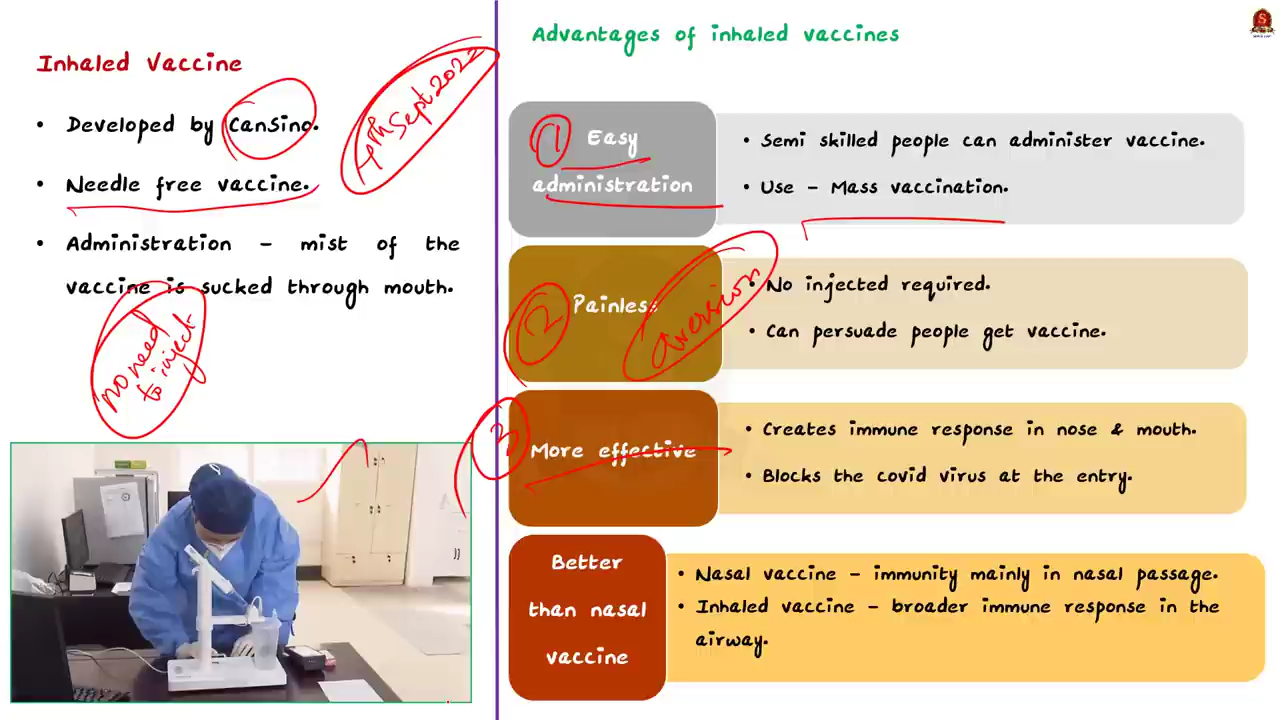 Inhaled Vaccine
• Developed by CanSino.
• Needle free vaccine.
• Administration – mist of the
vaccine is sucked through mouth.
Sept 2022
no need
to inject
Advantages of inhaled vaccines
1 Easy
administration
• Semi skilled people can administer vaccine.
• Use – Mass vaccination.
2 Painless
aversion
• No injected required.
• Can persuade people get vaccine.
3 More effective
• Creates immune response in nose & mouth.
• Blocks the covid virus at the entry.
Better
than nasal
vaccine
• Nasal vaccine – immunity mainly in nasal passage.
• Inhaled vaccine – broader immune response in the
airway.